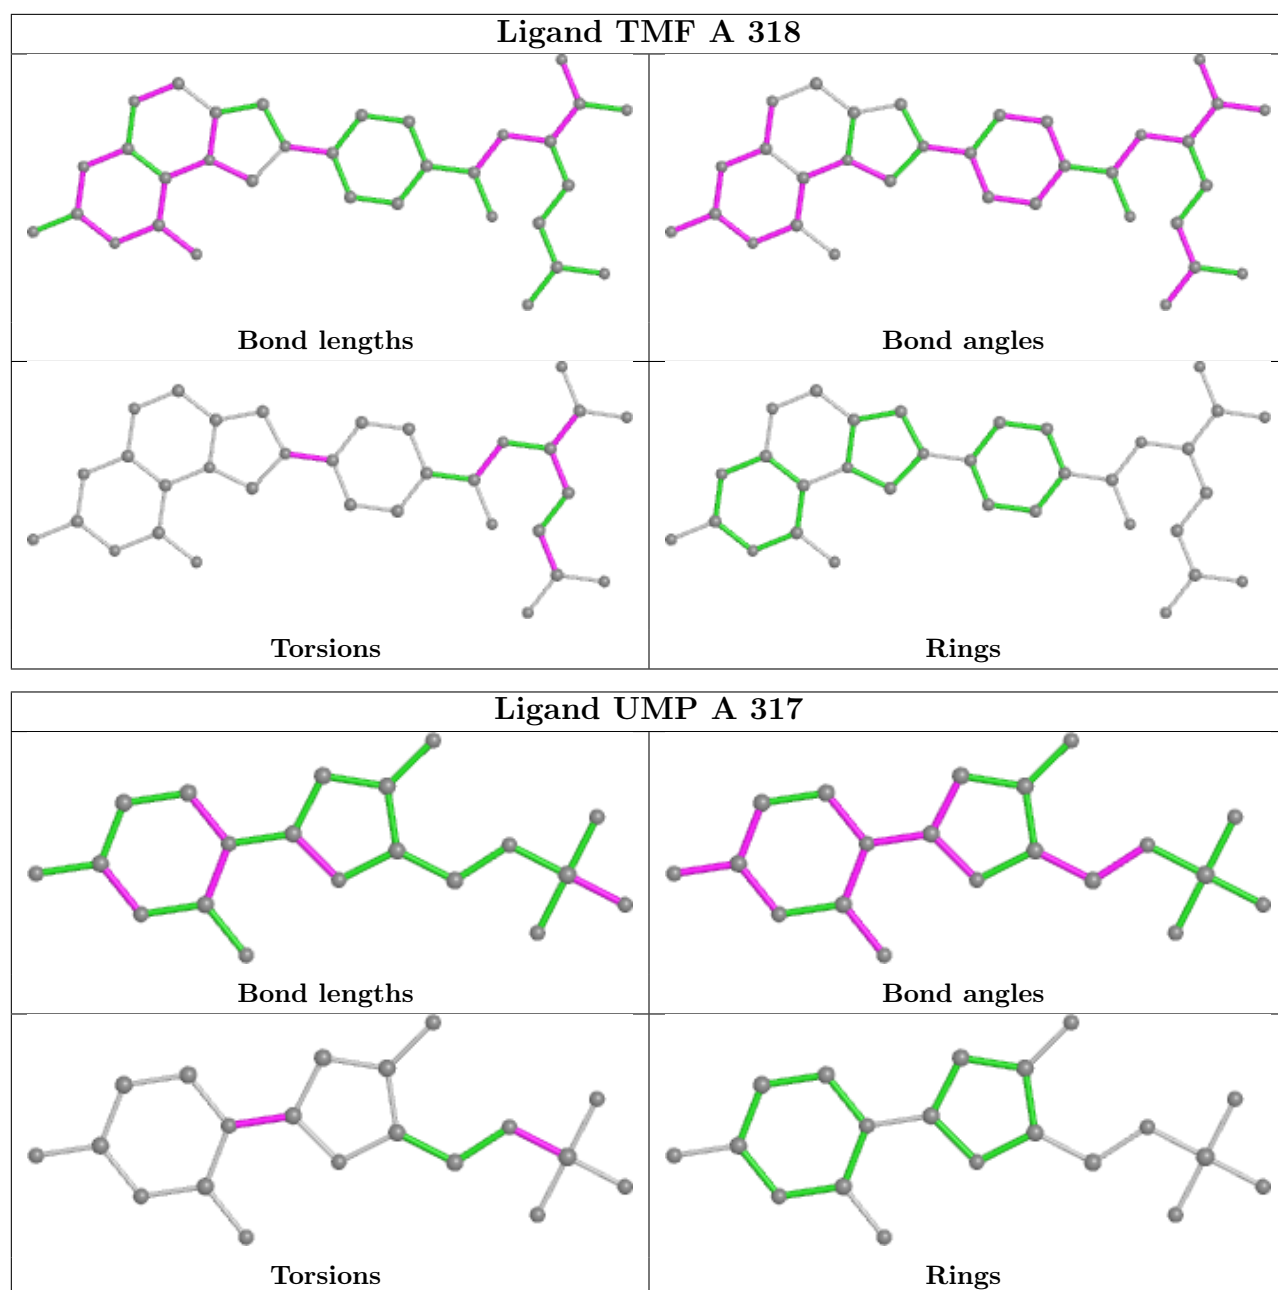 Ligand TMF A 318
Bond lengths
Bond angles
Torsions
Rings
Ligand UMP A 317
Bond lengths
Bond angles
Torsions
Rings